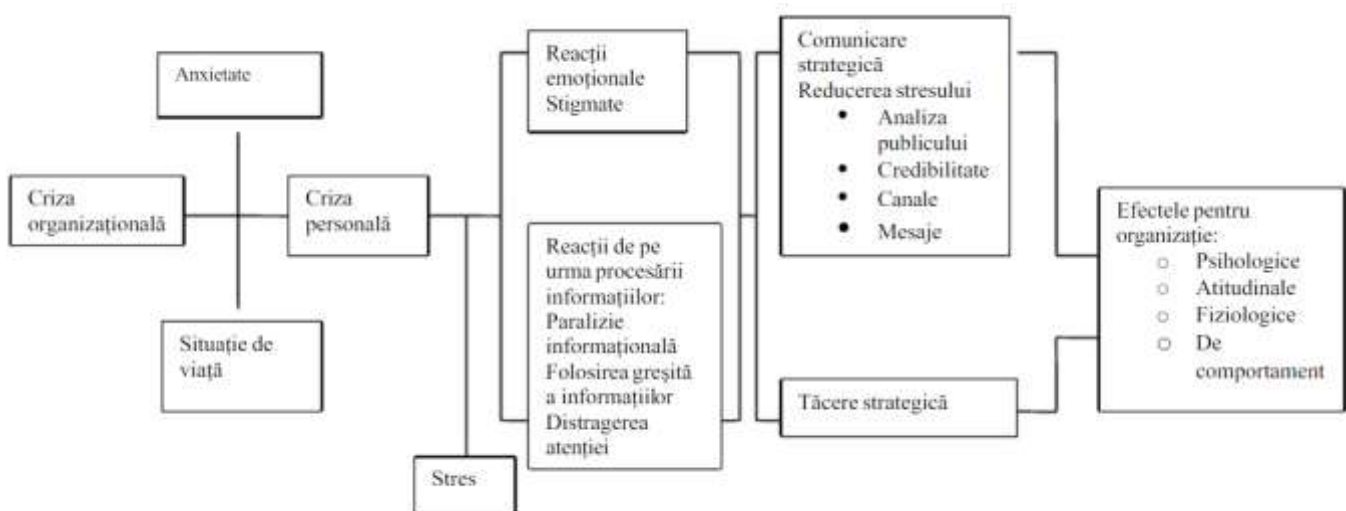 Anxietate
Criza
organizațională
Criza
personală
Situație de
viață
Stres
Reacții
emoționale
Stigmate
Reacții de pe
urma procesării
informațiilor:
Paralizie
informațională
Folosirea greșită
a informațiilor
Distragerea
atenției
Comunicare
strategică
Reducerea stresului
Analiza
publicului
Credibilitate
Canale
Mesaje
Tăcere strategică
Efectele pentru
organizație:
Psihologice
Atitudinale
Fiziologice
De
comportament